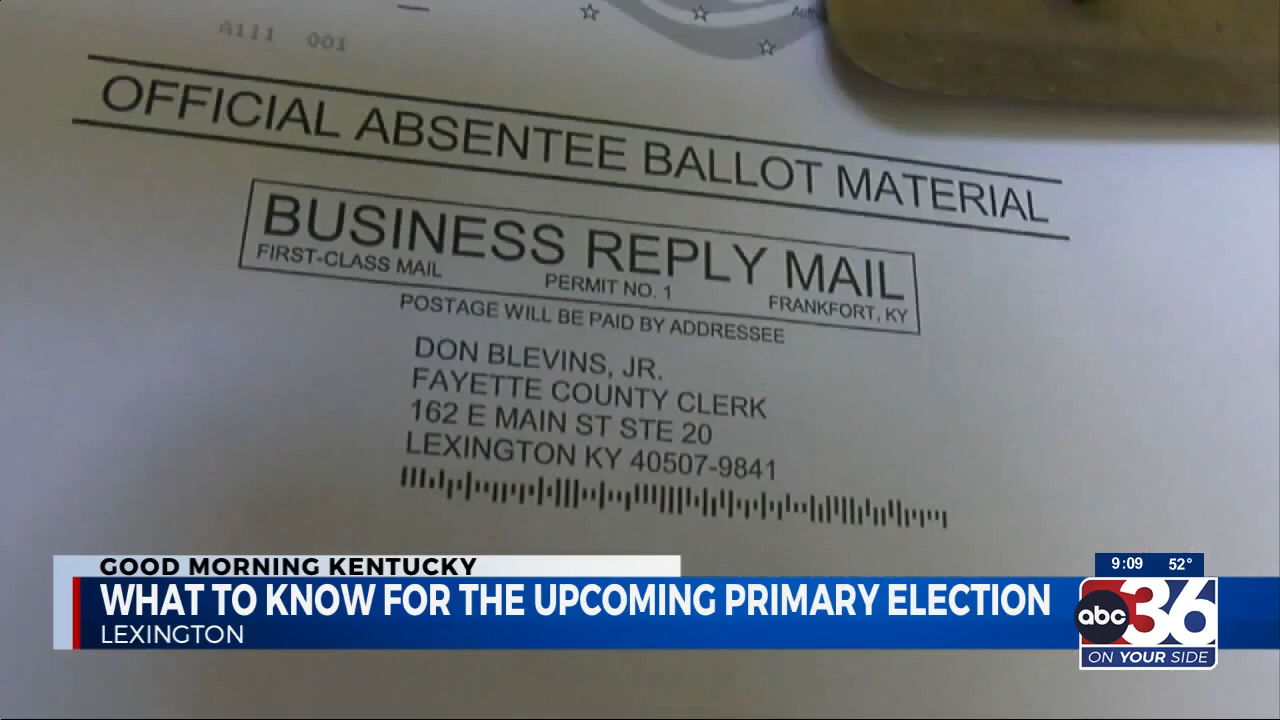 A111 001
OFFICIAL ABSENTEE BALLOT MATERIAL
BUSINESS REPLY MAIL
FIRST-CLASS MAIL PERMIT NO. 1 FRANKFORT, KY
POSTAGE WILL BE PAID BY ADDRESSEE
DON BLEVINS, JR.
FAYETTE COUNTY CLERK
162 E MAIN ST STE 20
LEXINGTON KY 40507-9841
GOOD MORNING KENTUCKY
WHAT TO KNOW FOR THE UPCOMING PRIMARY ELECTION
LEXINGTON
9:09 52°
abc 36
ON YOUR SIDE